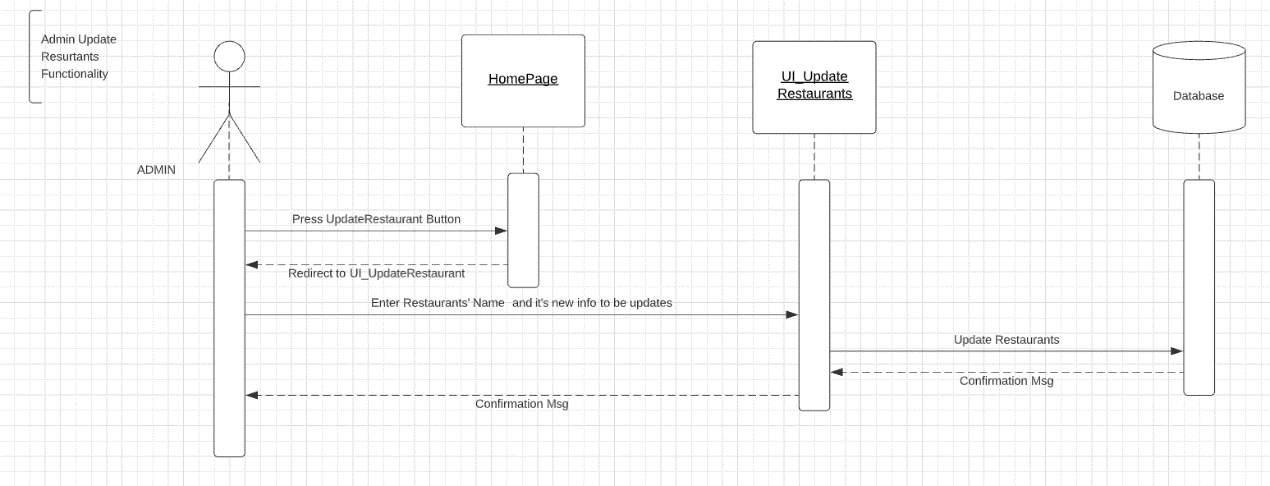 Admin Update
Resurtants
Functionality
HomePage
UI_Update
Restaurants
Database
ADMIN
Press UpdateRestaurant Button
Redirect to UI_UpdateRestaurant
Enter Restaurants' Name and it's new info to be updates
Update Restaurants
Confirmation Msg
Confirmation Msg